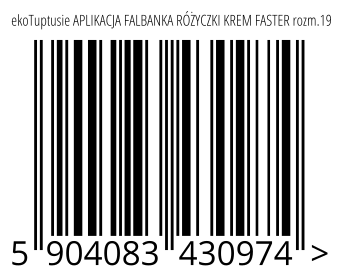 ekoTuptusie APLIKACJA FALBANKA RÓŻYCZKI KREM FASTER rozm.19
5 904083 430974 >